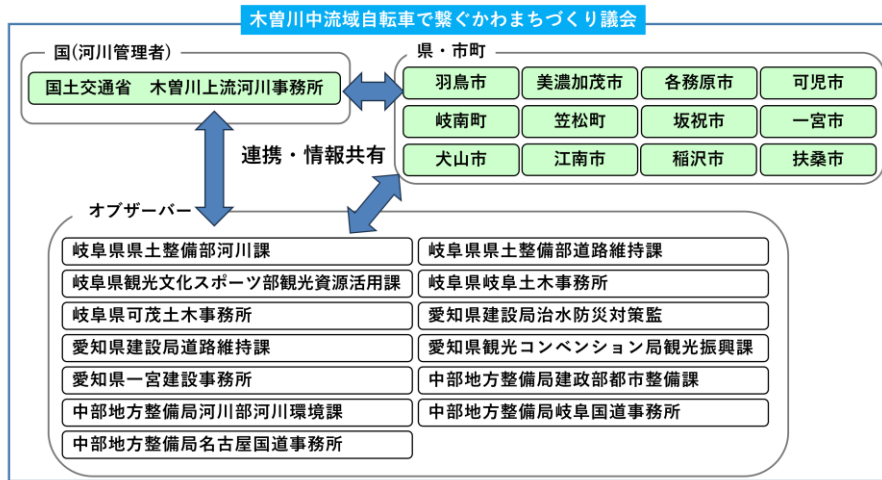 木曽川中流域自転車で繋ぐかわまちづくり議会
国(河川管理者)
国土交通省 木曽川上流河川事務所
県・市町
羽鳥市 美濃加茂市 各務原市 可児市
岐南町 笠松町 坂祝市 一宮市
犬山市 江南市 稲沢市 扶桑市
連携・情報共有
オブザーバー
岐阜県県土整備部河川課 岐阜県県土整備部道路維持課
岐阜県観光文化スポーツ部観光資源活用課 岐阜県岐阜土木事務所
岐阜県可茂土木事務所 愛知県建設局治水防災対策監
愛知県建設局道路維持課 愛知県観光コンベンション局観光振興課
愛知県一宮建設事務所 中部地方整備局建政部都市整備課
中部地方整備局河川部河川環境課 中部地方整備局岐阜国道事務所
中部地方整備局名古屋国道事務所